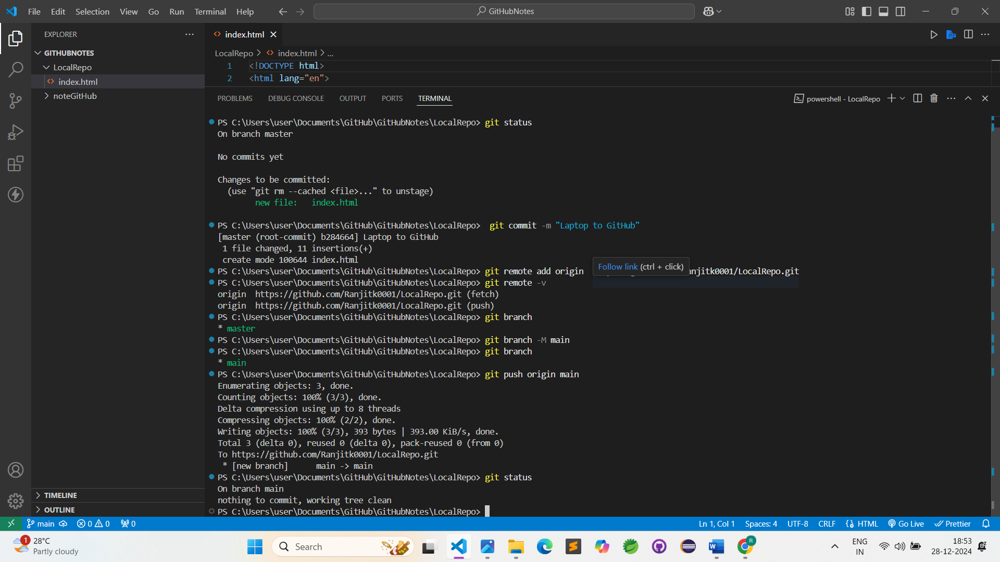 File Edit Selection View Go Run Terminal Help
GitHubNotes
EXPLORER
index.html
GITHUBNOTES
LocalRepo
index.html
noteGitHub
LocalRepo > index.html > ...
1 <!DOCTYPE html>
2 <html lang="en">
PROBLEMS DEBUG CONSOLE OUTPUT PORTS TERMINAL
powershell - LocalRepo
PS C:\Users\user\Documents\GitHub\GitHubNotes\LocalRepo> git status
On branch master
No commits yet
Changes to be committed:
(use "git rm --cached <file>..." to unstage)
new file: index.html
PS C:\Users\user\Documents\GitHub\GitHubNotes\LocalRepo> git commit -m "Laptop to GitHub"
[master (root-commit) b284664] Laptop to GitHub
1 file changed, 11 insertions(+)
create mode 100644 index.html
Follow link (ctrl + click)
PS C:\Users\user\Documents\GitHub\GitHubNotes\LocalRepo> git remote add origin anjitk0001/LocalRepo.git
PS C:\Users\user\Documents\GitHub\GitHubNotes\LocalRepo> git remote -v
origin https://github.com/Ranjitk0001/LocalRepo.git (fetch)
origin https://github.com/Ranjitk0001/LocalRepo.git (push)
PS C:\Users\user\Documents\GitHub\GitHubNotes\LocalRepo> git branch
* master
PS C:\Users\user\Documents\GitHub\GitHubNotes\LocalRepo> git branch -M main
PS C:\Users\user\Documents\GitHub\GitHubNotes\LocalRepo> git branch
* main
PS C:\Users\user\Documents\GitHub\GitHubNotes\LocalRepo> git push origin main
Enumerating objects: 3, done.
Counting objects: 100% (3/3), done.
Delta compression using up to 8 threads
Compressing objects: 100% (2/2), done.
Writing objects: 100% (3/3), 393 bytes | 393.00 KiB/s, done.
Total 3 (delta 0), reused 0 (delta 0), pack-reused 0 (from 0)
To https://github.com/Ranjitk0001/LocalRepo.git
* [new branch] main -> main
PS C:\Users\user\Documents\GitHub\GitHubNotes\LocalRepo> git status
On branch main
nothing to commit, working tree clean
PS C:\Users\user\Documents\GitHub\GitHubNotes\LocalRepo>
TIMELINE
OUTLINE
main 0 0 0
Ln 1, Col 1 Spaces: 4 UTF-8 CRLF {} HTML Go Live Prettier
1
28°C
Partly cloudy
Search
R
ENG
IN
18:53
28-12-2024